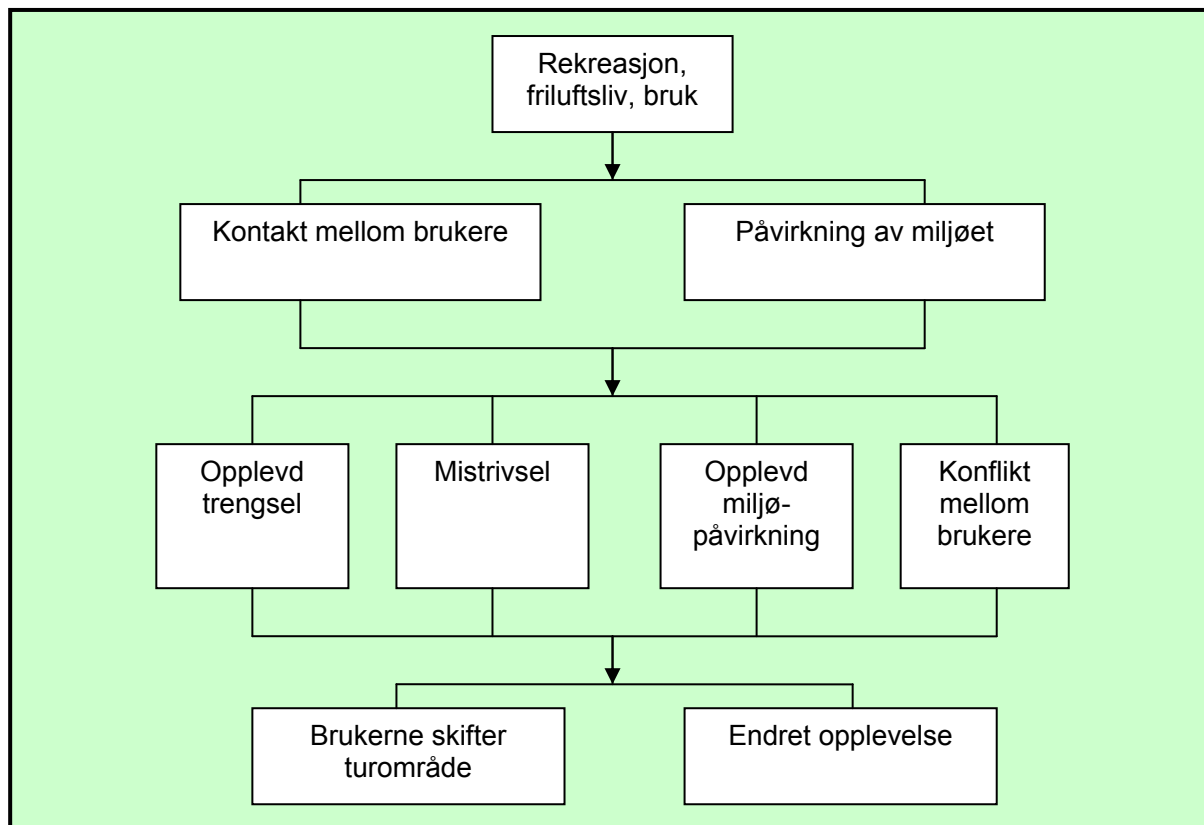 Rekreasjon,
friluftsliv, bruk
Kontakt mellom brukere
Påvirkning av miljøet
Opplevd
trengsel
Mistrivsel
Opplevd
miljø-
påvirkning
Konflikt
mellom
brukere
Brukerne skifter
turområde
Endret opplevelse